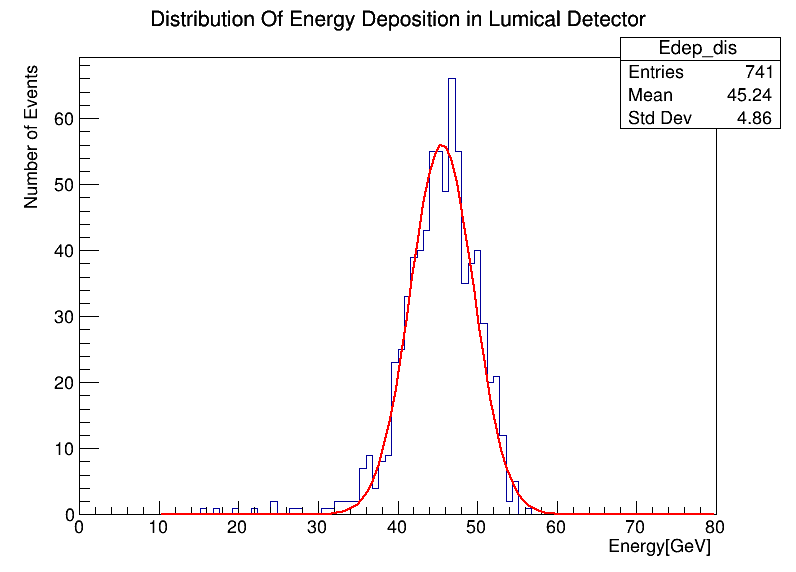 Distribution Of Energy Deposition in Lumical Detector
Edep_dis
Entries 741
Mean 45.24
Std Dev 4.86
Number of Events
60
50
40
30
20
10
0
0 10 20 30 40 50 60 70 80
Energy[GeV]